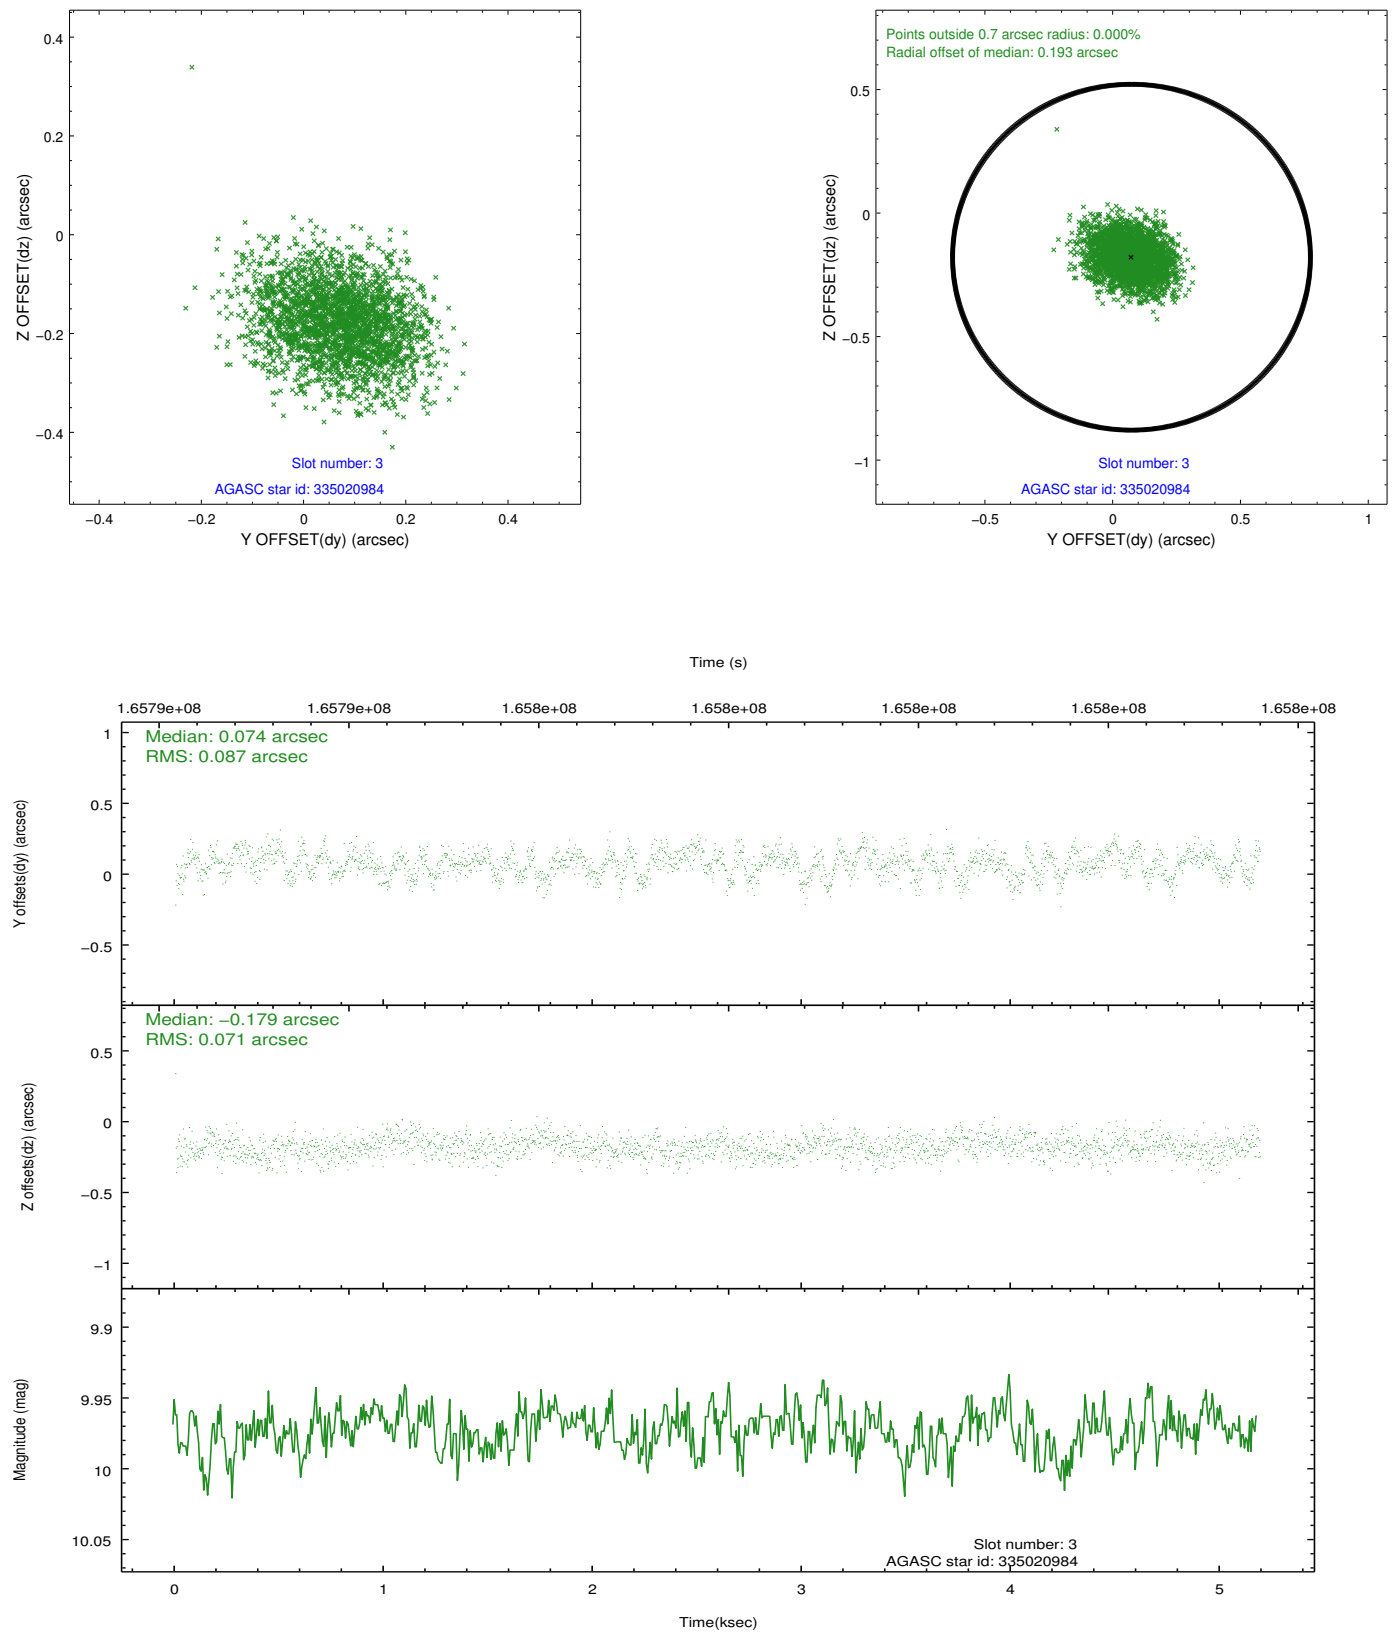 0.4
0.2
0
−0.2
−0.4
Z OFFSET(dz) (arcsec)
Slot number: 3
AGASC star id: 335020984
−0.4
−0.2
0
0.2
0.4
Y OFFSET(dy) (arcsec)
Points outside 0.7 arcsec radius: 0.000%
Radial offset of median: 0.193 arcsec
0.5
0
−0.5
−1
Z OFFSET(dz) (arcsec)
Slot number: 3
AGASC star id: 335020984
−0.5
0
0.5
1
Y OFFSET(dy) (arcsec)
Time (s)
1.6579e+08
1.6579e+08
1.658e+08
1.658e+08
1.658e+08
1.658e+08
1.658e+08
Median: 0.074 arcsec
RMS: 0.087 arcsec
1
0.5
0
−0.5
Y offsets(dy) (arcsec)
Median: −0.179 arcsec
RMS: 0.071 arcsec
0.5
0
−0.5
−1
Z offsets(dz) (arcsec)
9.9
9.95
10
10.05
Magnitude (mag)
Slot number: 3
AGASC star id: 335020984
0
1
2
3
4
5
Time(ksec)